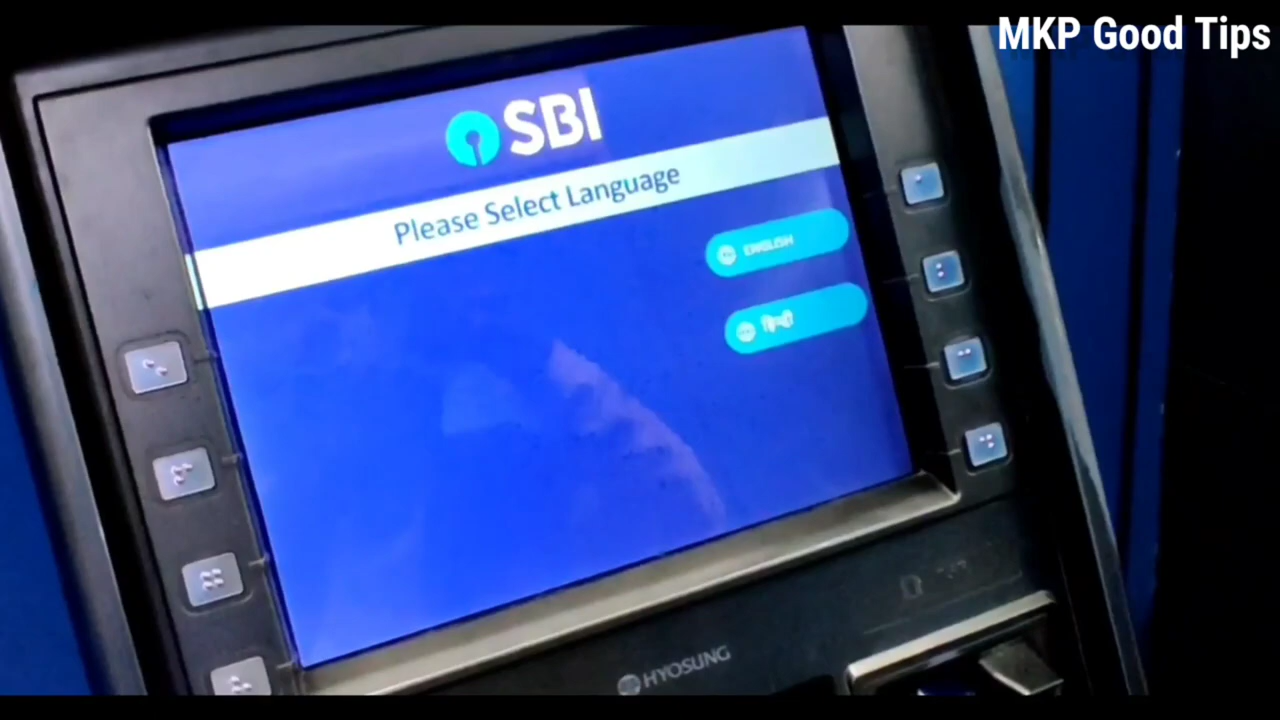 MKP Good Tips
SBI
Please Select Language
ENGLISH
हिन्दी
HYOSUNG